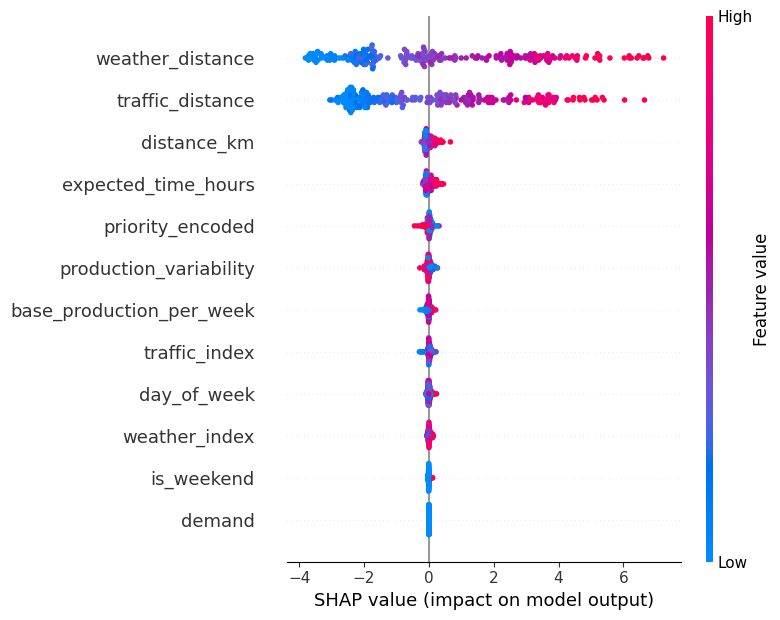 High
weather_distance
traffic_distance
distance_km
expected_time_hours
priority_encoded
production_variability
base_production_per_week
traffic_index
day_of_week
weather_index
is_weekend
demand
Feature value
Low
−4 −2 0 2 4 6
SHAP value (impact on model output)